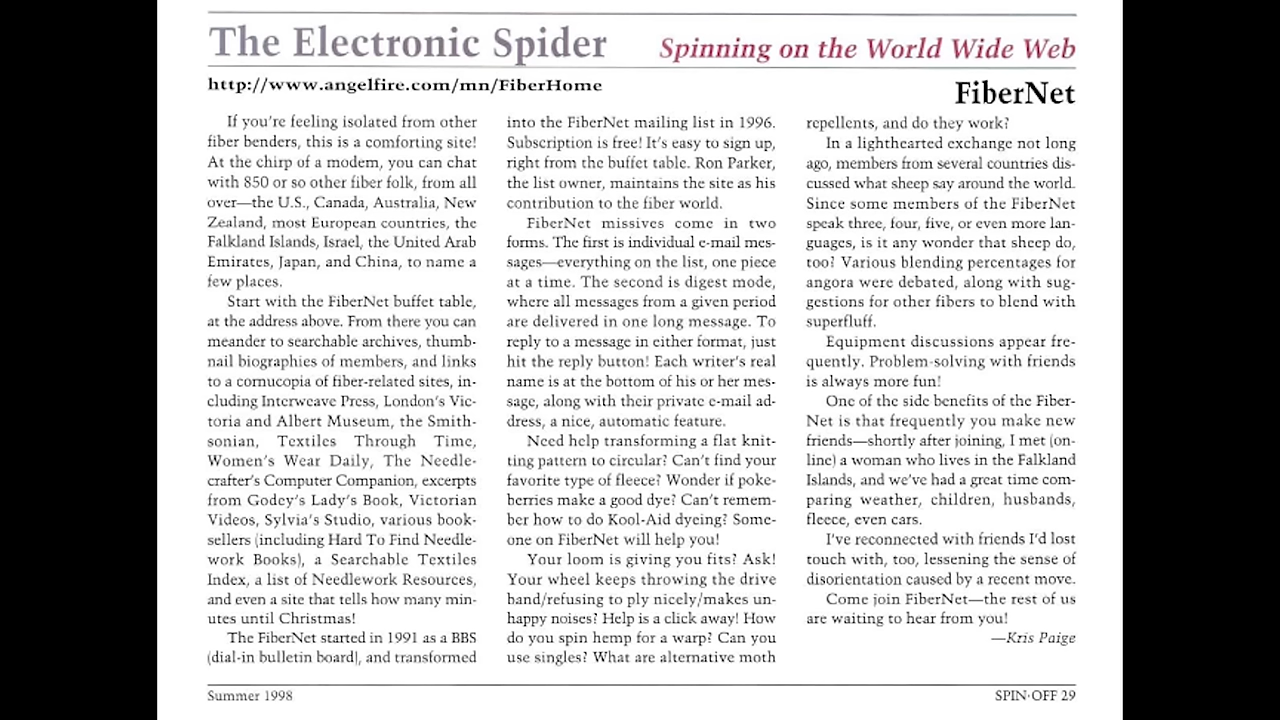 The Electronic Spider
Spinning on the World Wide Web
http://www.angelfire.com/mn/FiberHome
FiberNet
If you're feeling isolated from other
fiber benders, this is a comforting site!
At the chirp of a modem, you can chat
with 850 or so other fiber folk, from all
over—the U.S., Canada, Australia, New
Zealand, most European countries, the
Falkland Islands, Israel, the United Arab
Emirates, Japan, and China, to name a
few places.
Start with the FiberNet buffet table,
at the address above. From there you can
meander to searchable archives, thumb-
nail biographies of members, and links
to a cornucopia of fiber-related sites, in-
cluding Interweave Press, London's Vic-
toria and Albert Museum, the Smith-
sonian, Textiles Through Time,
Women's Wear Daily, The Needle-
crafter's Computer Companion, excerpts
from Godey's Lady's Book, Victorian
Videos, Sylvia's Studio, various book-
sellers (including Hard To Find Needle-
work Books), a Searchable Textiles
Index, a list of Needlework Resources,
and even a site that tells how many min-
utes until Christmas!
The FiberNet started in 1991 as a BBS
(dial-in bulletin board), and transformed
into the FiberNet mailing list in 1996.
Subscription is free! It's easy to sign up,
right from the buffet table. Ron Parker,
the list owner, maintains the site as his
contribution to the fiber world.
FiberNet missives come in two
forms. The first is individual e-mail mes-
sages—everything on the list, one piece
at a time. The second is digest mode,
where all messages from a given period
are delivered in one long message. To
reply to a message in either format, just
hit the reply button! Each writer's real
name is at the bottom of his or her mes-
sage, along with their private e-mail ad-
dress, a nice, automatic feature.
Need help transforming a flat knit-
ting pattern to circular? Can't find your
favorite type of fleece? Wonder if poke-
berries make a good dye? Can't remem-
ber how to do Kool-Aid dyeing? Some-
one on FiberNet will help you!
Your loom is giving you fits? Ask!
Your wheel keeps throwing the drive
band/refusing to ply nicely/makes un-
happy noises? Help is a click away! How
do you spin hemp for a warp? Can you
use singles? What are alternative moth
repellents, and do they work?
In a lighthearted exchange not long
ago, members from several countries dis-
cussed what sheep say around the world.
Since some members of the FiberNet
speak three, four, five, or even more lan-
guages, is it any wonder that sheep do,
too? Various blending percentages for
angora were debated, along with sug-
gestions for other fibers to blend with
superfluff.
Equipment discussions appear fre-
quently. Problem-solving with friends
is always more fun!
One of the side benefits of the Fiber-
Net is that frequently you make new
friends—shortly after joining, I met (on-
line) a woman who lives in the Falkland
Islands, and we've had a great time com-
paring weather, children, husbands,
fleece, even cars.
I've reconnected with friends I'd lost
touch with, too, lessening the sense of
disorientation caused by a recent move.
Come join FiberNet—the rest of us
are waiting to hear from you!
—Kris Paige
Summer 1998
SPIN·OFF 29